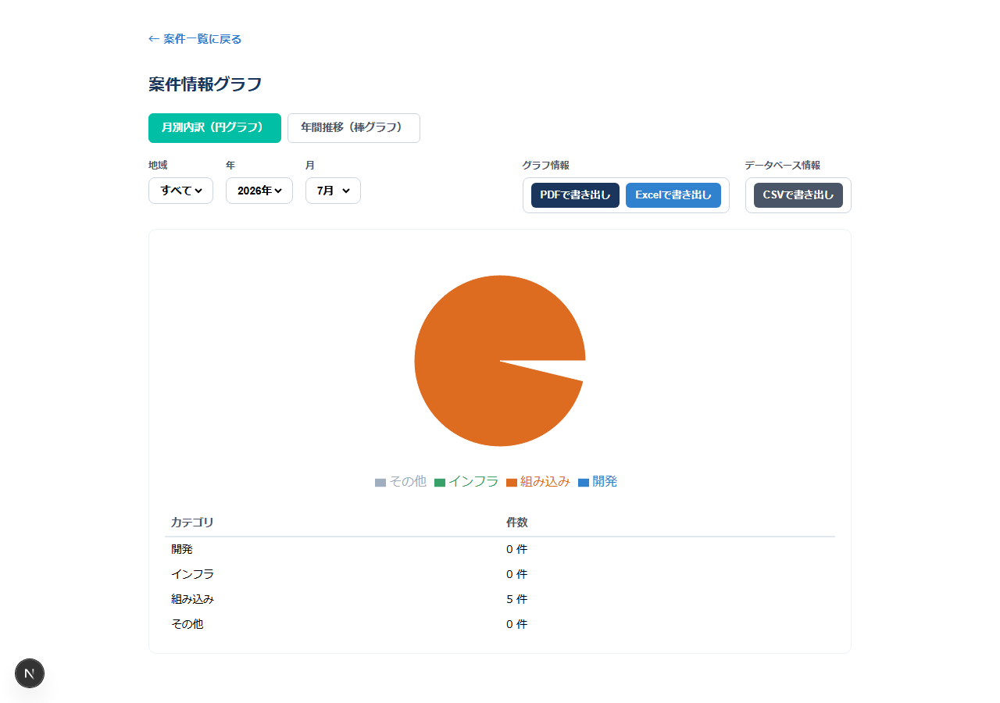 ← 案件一覧に戻る
案件情報グラフ
月別内訳（円グラフ） 年間推移（棒グラフ）
地域 年 月 グラフ情報 データベース情報
すべて 2026年 7月 PDFで書き出し Excelで書き出し CSVで書き出し
その他 インフラ 組み込み 開発
カテゴリ 件数
開発 0 件
インフラ 0 件
組み込み 5 件
その他 0 件
N